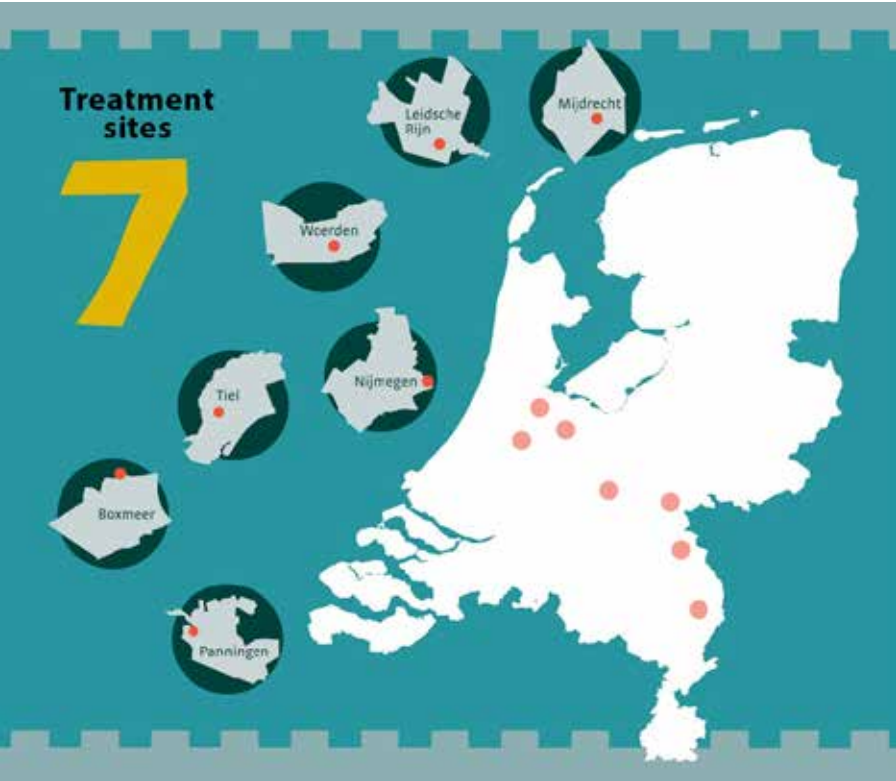 Treatment
sites
7
Leidsche
Rijn
Mijdrecht
Woerden
Nijmegen
Tiel
Boxmeer
Panningen